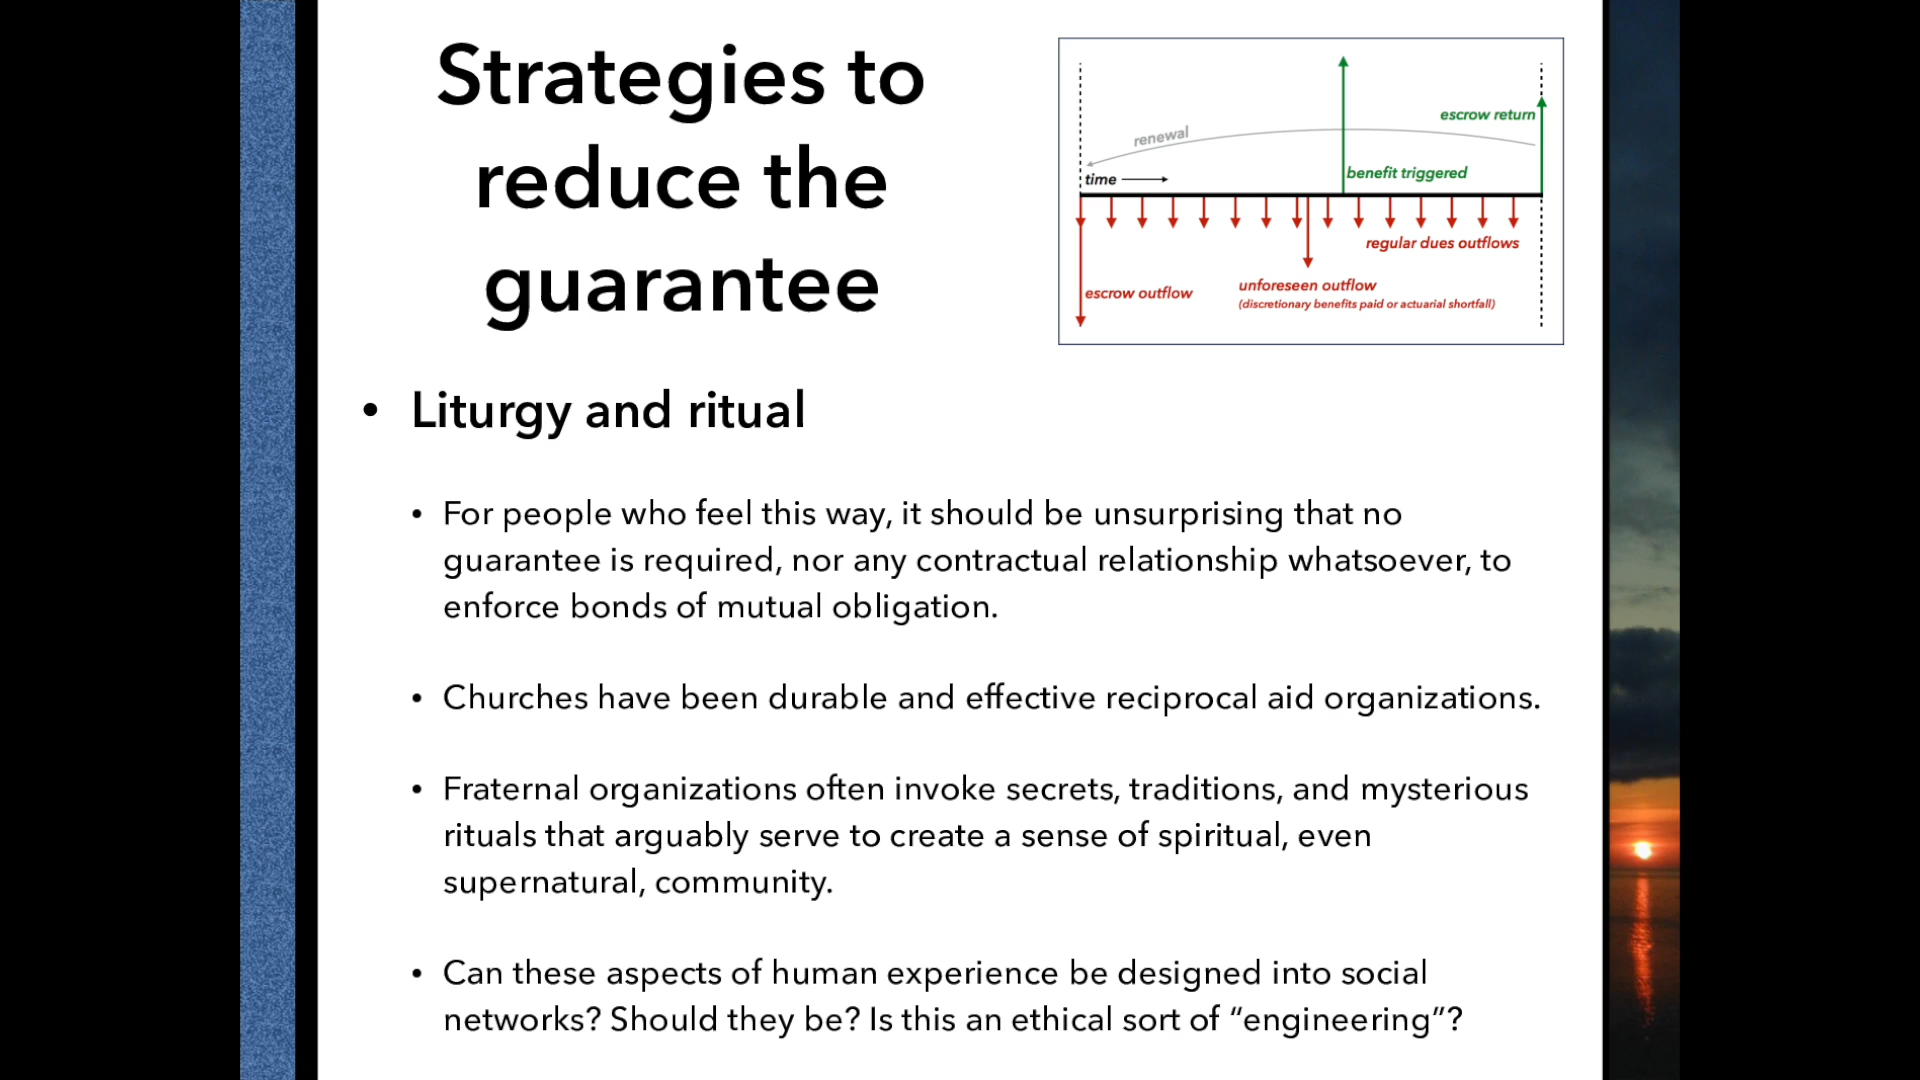 Strategies to
reduce the
guarantee
renewal
escrow return
time
benefit triggered
regular dues outflows
escrow outflow
unforeseen outflow
(discretionary benefits paid or actuarial shortfall)
• Liturgy and ritual
• For people who feel this way, it should be unsurprising that no
guarantee is required, nor any contractual relationship whatsoever, to
enforce bonds of mutual obligation.
• Churches have been durable and effective reciprocal aid organizations.
• Fraternal organizations often invoke secrets, traditions, and mysterious
rituals that arguably serve to create a sense of spiritual, even
supernatural, community.
• Can these aspects of human experience be designed into social
networks? Should they be? Is this an ethical sort of “engineering”?